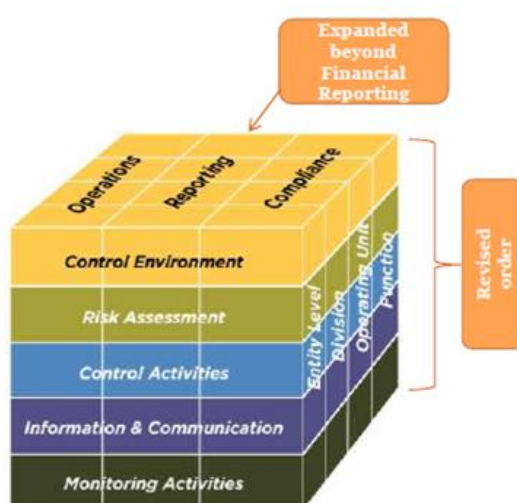 Expanded
beyond
Financial
Reporting
Operations
Reporting
Compliance
Control Environment
Risk Assessment
Control Activities
Information & Communication
Monitoring Activities
Entity Level
Division
Operating Unit
Function
Revised
order